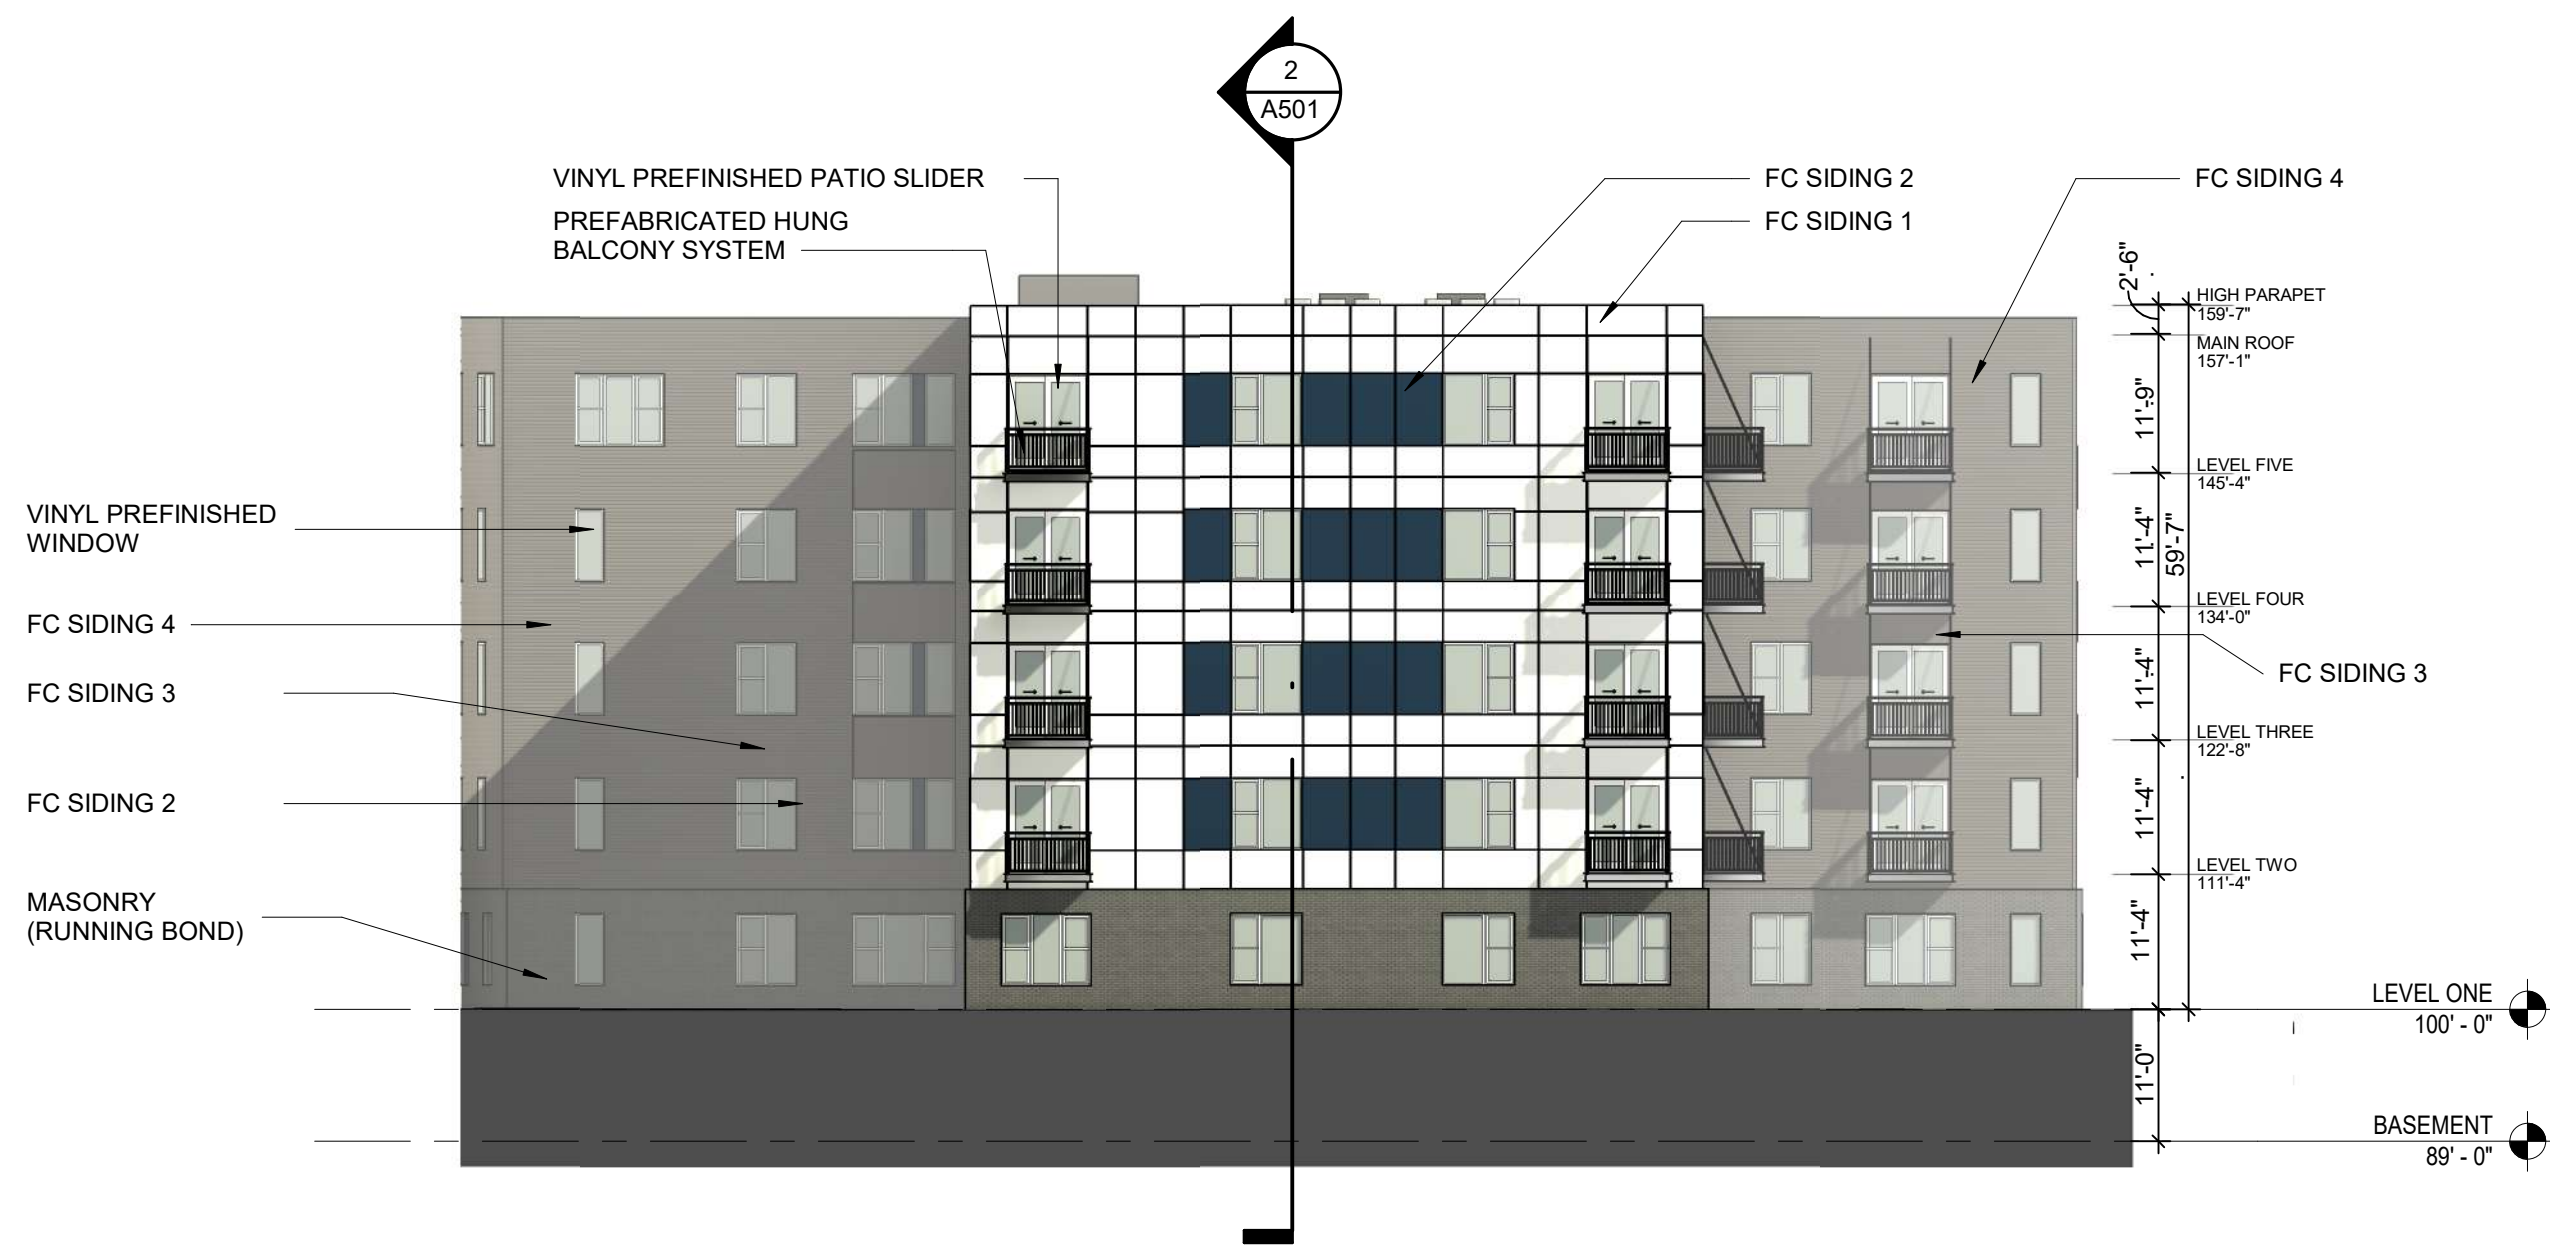 2
A501
VINYL PREFINISHED PATIO SLIDER
PREFABRICATED HUNG
BALCONY SYSTEM
FC SIDING 2
FC SIDING 1
FC SIDING 4
VINYL PREFINISHED
WINDOW
FC SIDING 4
FC SIDING 3
FC SIDING 2
MASONRY
(RUNNING BOND)
2'-6"
11'-9"
11'-4"
11'-4"
11'-4"
11'-4"
11'-0"
59'-7"
HIGH PARAPET
159'-7"
MAIN ROOF
157'-1"
LEVEL FIVE
145'-4"
LEVEL FOUR
134'-0"
FC SIDING 3
LEVEL THREE
122'-8"
LEVEL TWO
111'-4"
LEVEL ONE
100' - 0"
BASEMENT
89' - 0"